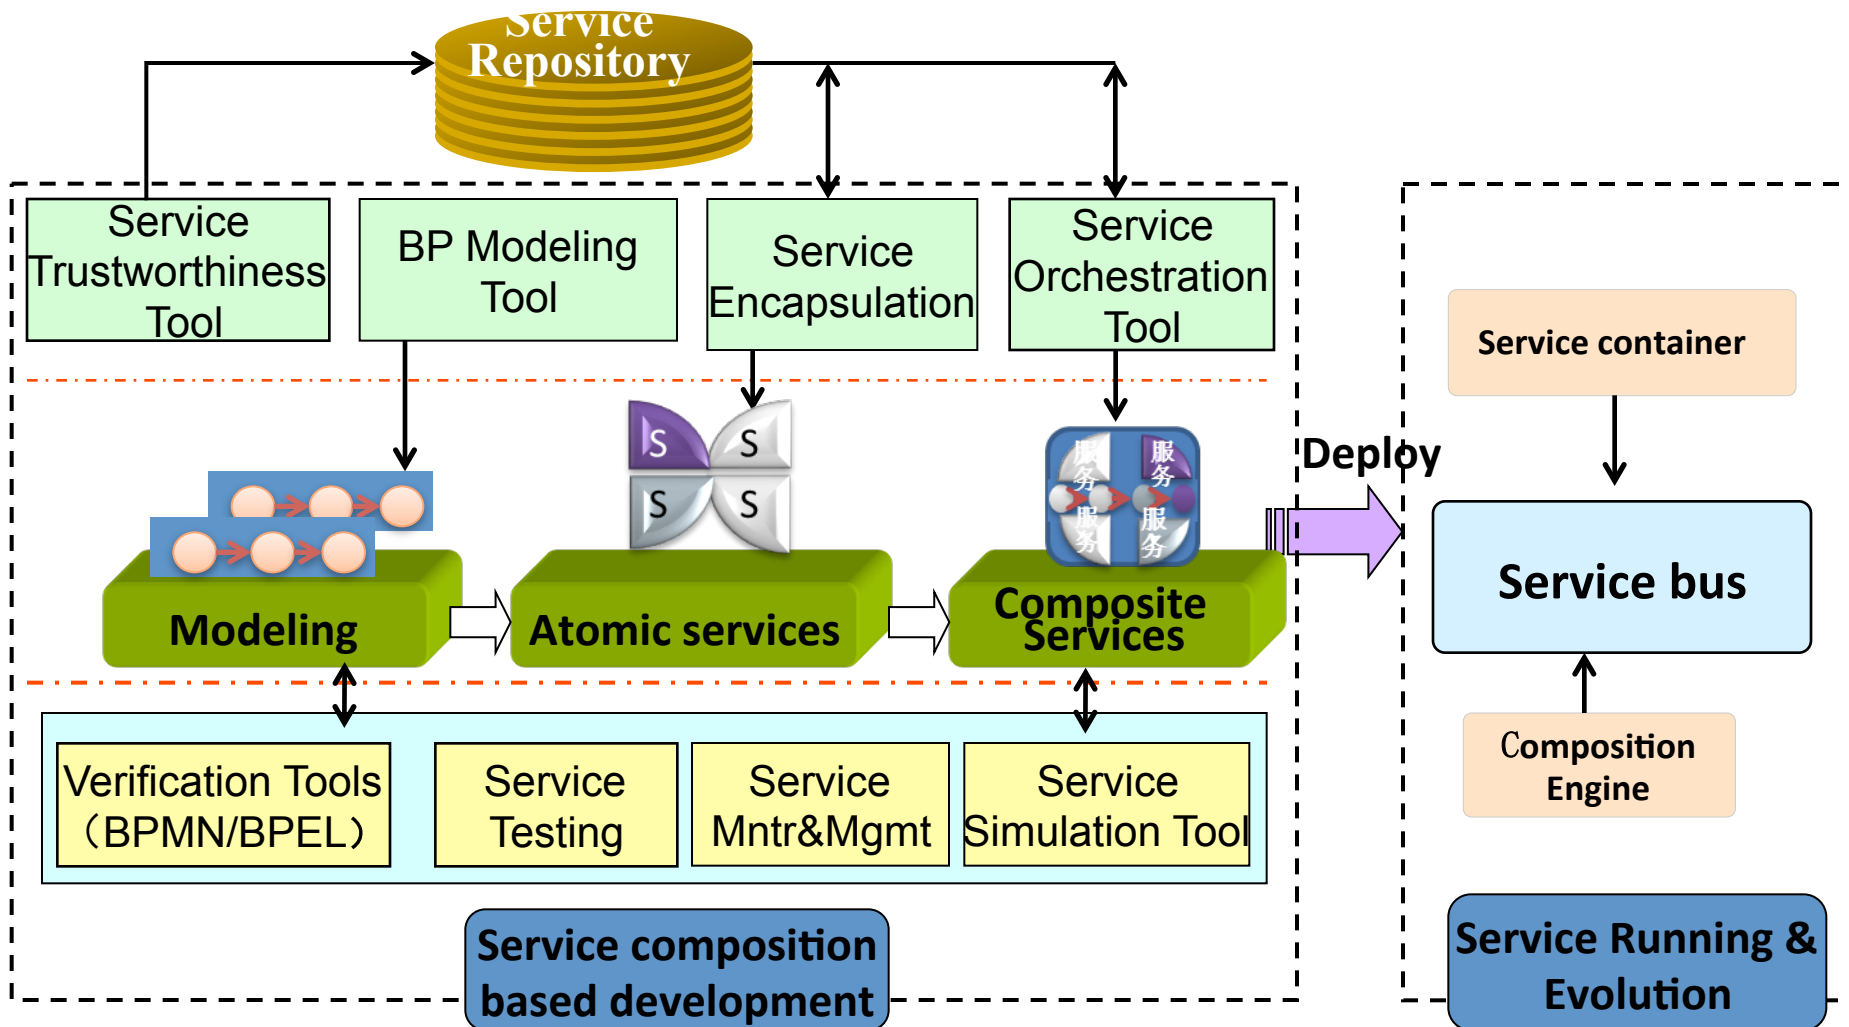 Service
Repository
Service
Trustworthiness
Tool
BP Modeling
Tool
Service
Encapsulation
Service
Orchestration
Tool
Service container
S
S
S
S
服务
服务
服务
服务
Deploy
Service bus
Modeling
Atomic services
Composite
Services
Composition
Engine
Verification Tools
（BPMN/BPEL）
Service
Testing
Service
Mntr&Mgmt
Service
Simulation Tool
Service composition
based development
Service Running &
Evolution